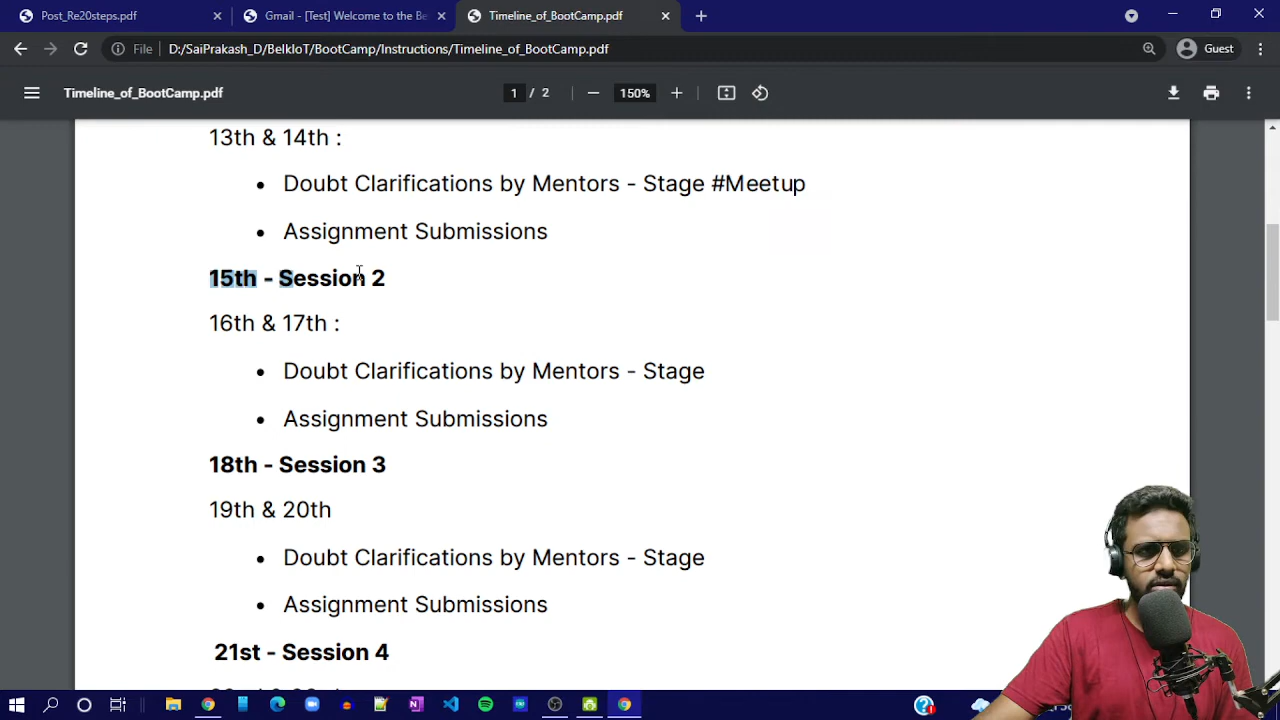 Post_Re20steps.pdf
Gmail - [Test] Welcome to the Be
Timeline_of_BootCamp.pdf
File
D:/SaiPrakash_D/BelkIoT/BootCamp/Instructions/Timeline_of_BootCamp.pdf
Guest
Timeline_of_BootCamp.pdf
1 / 2
150%
13th & 14th :
• Doubt Clarifications by Mentors - Stage #Meetup
• Assignment Submissions
15th - Session 2
16th & 17th :
• Doubt Clarifications by Mentors - Stage
• Assignment Submissions
18th - Session 3
19th & 20th
• Doubt Clarifications by Mentors - Stage
• Assignment Submissions
21st - Session 4